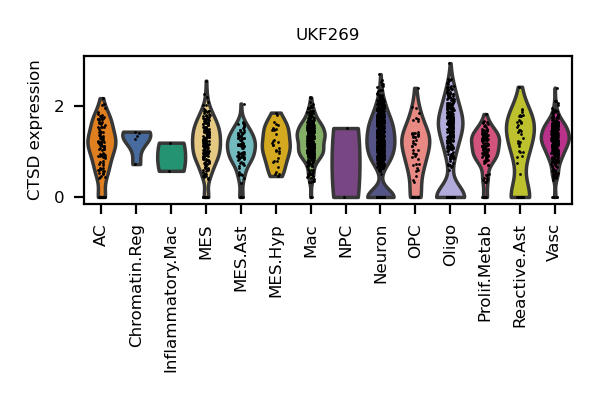 UKF269
CTSD expression
2
0
AC
Chromatin.Reg
Inflammatory.Mac
MES
MES.Ast
MES.Hyp
Mac
NPC
Neuron
OPC
Oligo
Prolif.Metab
Reactive.Ast
Vasc